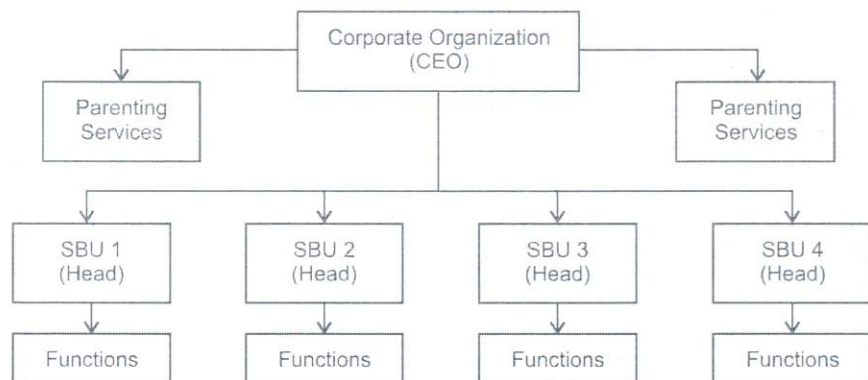 Corporate Organization
(CEO)
Parenting
Services
Parenting
Services
SBU 1
(Head)
SBU 2
(Head)
SBU 3
(Head)
SBU 4
(Head)
Functions
Functions
Functions
Functions